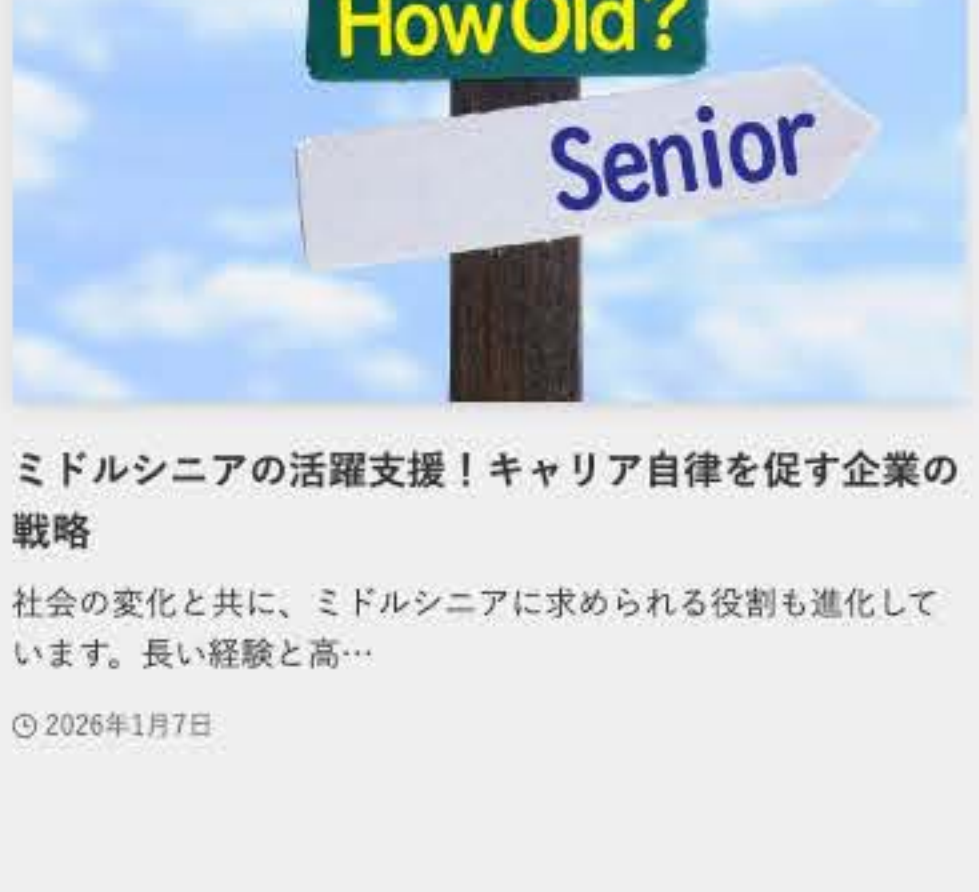 How Old?
Senior
ミドルシニアの活躍支援！キャリア自律を促す企業の
戦略
社会の変化と共に、ミドルシニアに求められる役割も進化して
います。長い経験と高…
2026年1月7日